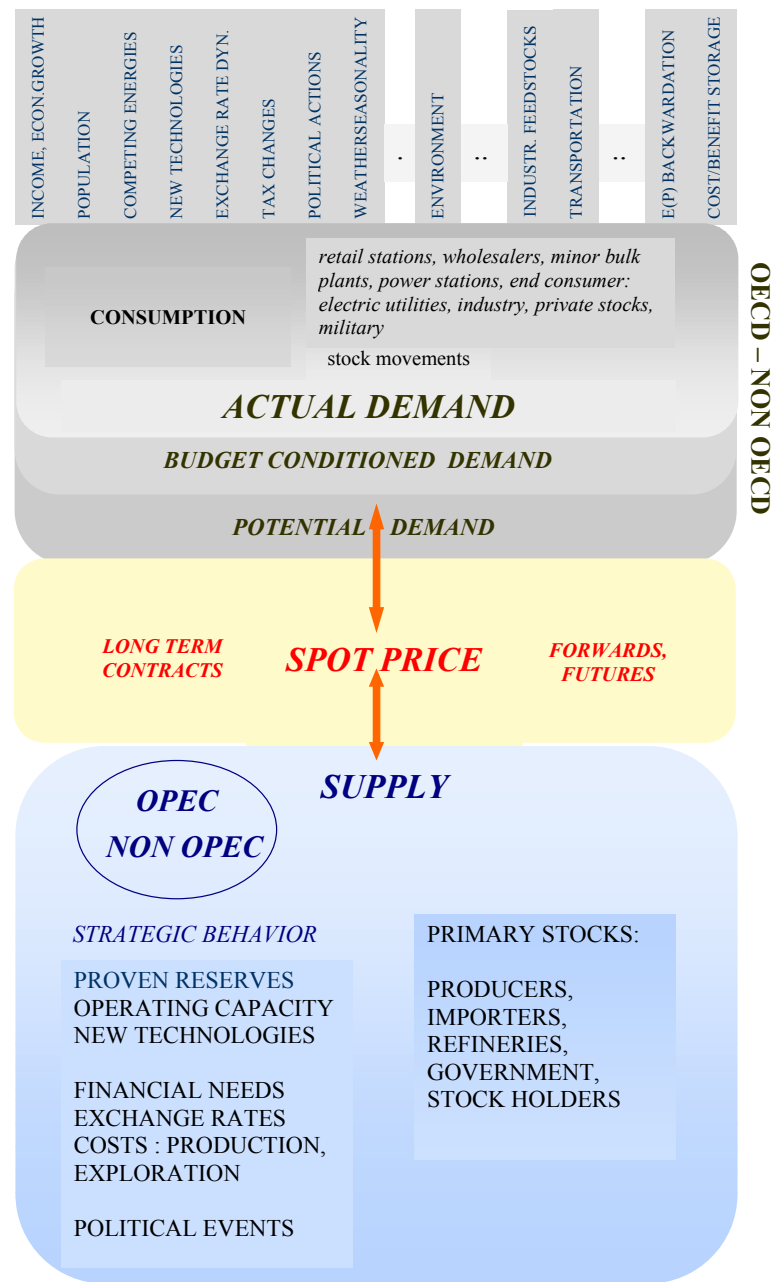 INCOME, ECON.GROWTH
POPULATION
COMPETING ENERGIES
NEW TECHNOLOGIES
EXCHANGE RATE DYN.
TAX CHANGES
POLITICAL ACTIONS
WEATHERSEASONALITY
.
ENVIRONMENT
..
INDUSTR. FEEDSTOCKS
TRANSPORTATION
..
E(P) BACKWARDATION
COST/BENEFIT STORAGE
CONSUMPTION
retail stations, wholesalers, minor bulk
plants, power stations, end consumer:
electric utilities, industry, private stocks,
military
stock movements
ACTUAL DEMAND
BUDGET CONDITIONED DEMAND
POTENTIAL DEMAND
OECD – NON OECD
LONG TERM
CONTRACTS
SPOT PRICE
FORWARDS,
FUTURES
SUPPLY
OPEC
NON OPEC
STRATEGIC BEHAVIOR
PROVEN RESERVES
OPERATING CAPACITY
NEW TECHNOLOGIES
FINANCIAL NEEDS
EXCHANGE RATES
COSTS : PRODUCTION,
EXPLORATION
POLITICAL EVENTS
PRIMARY STOCKS:
PRODUCERS,
IMPORTERS,
REFINERIES,
GOVERNMENT,
STOCK HOLDERS